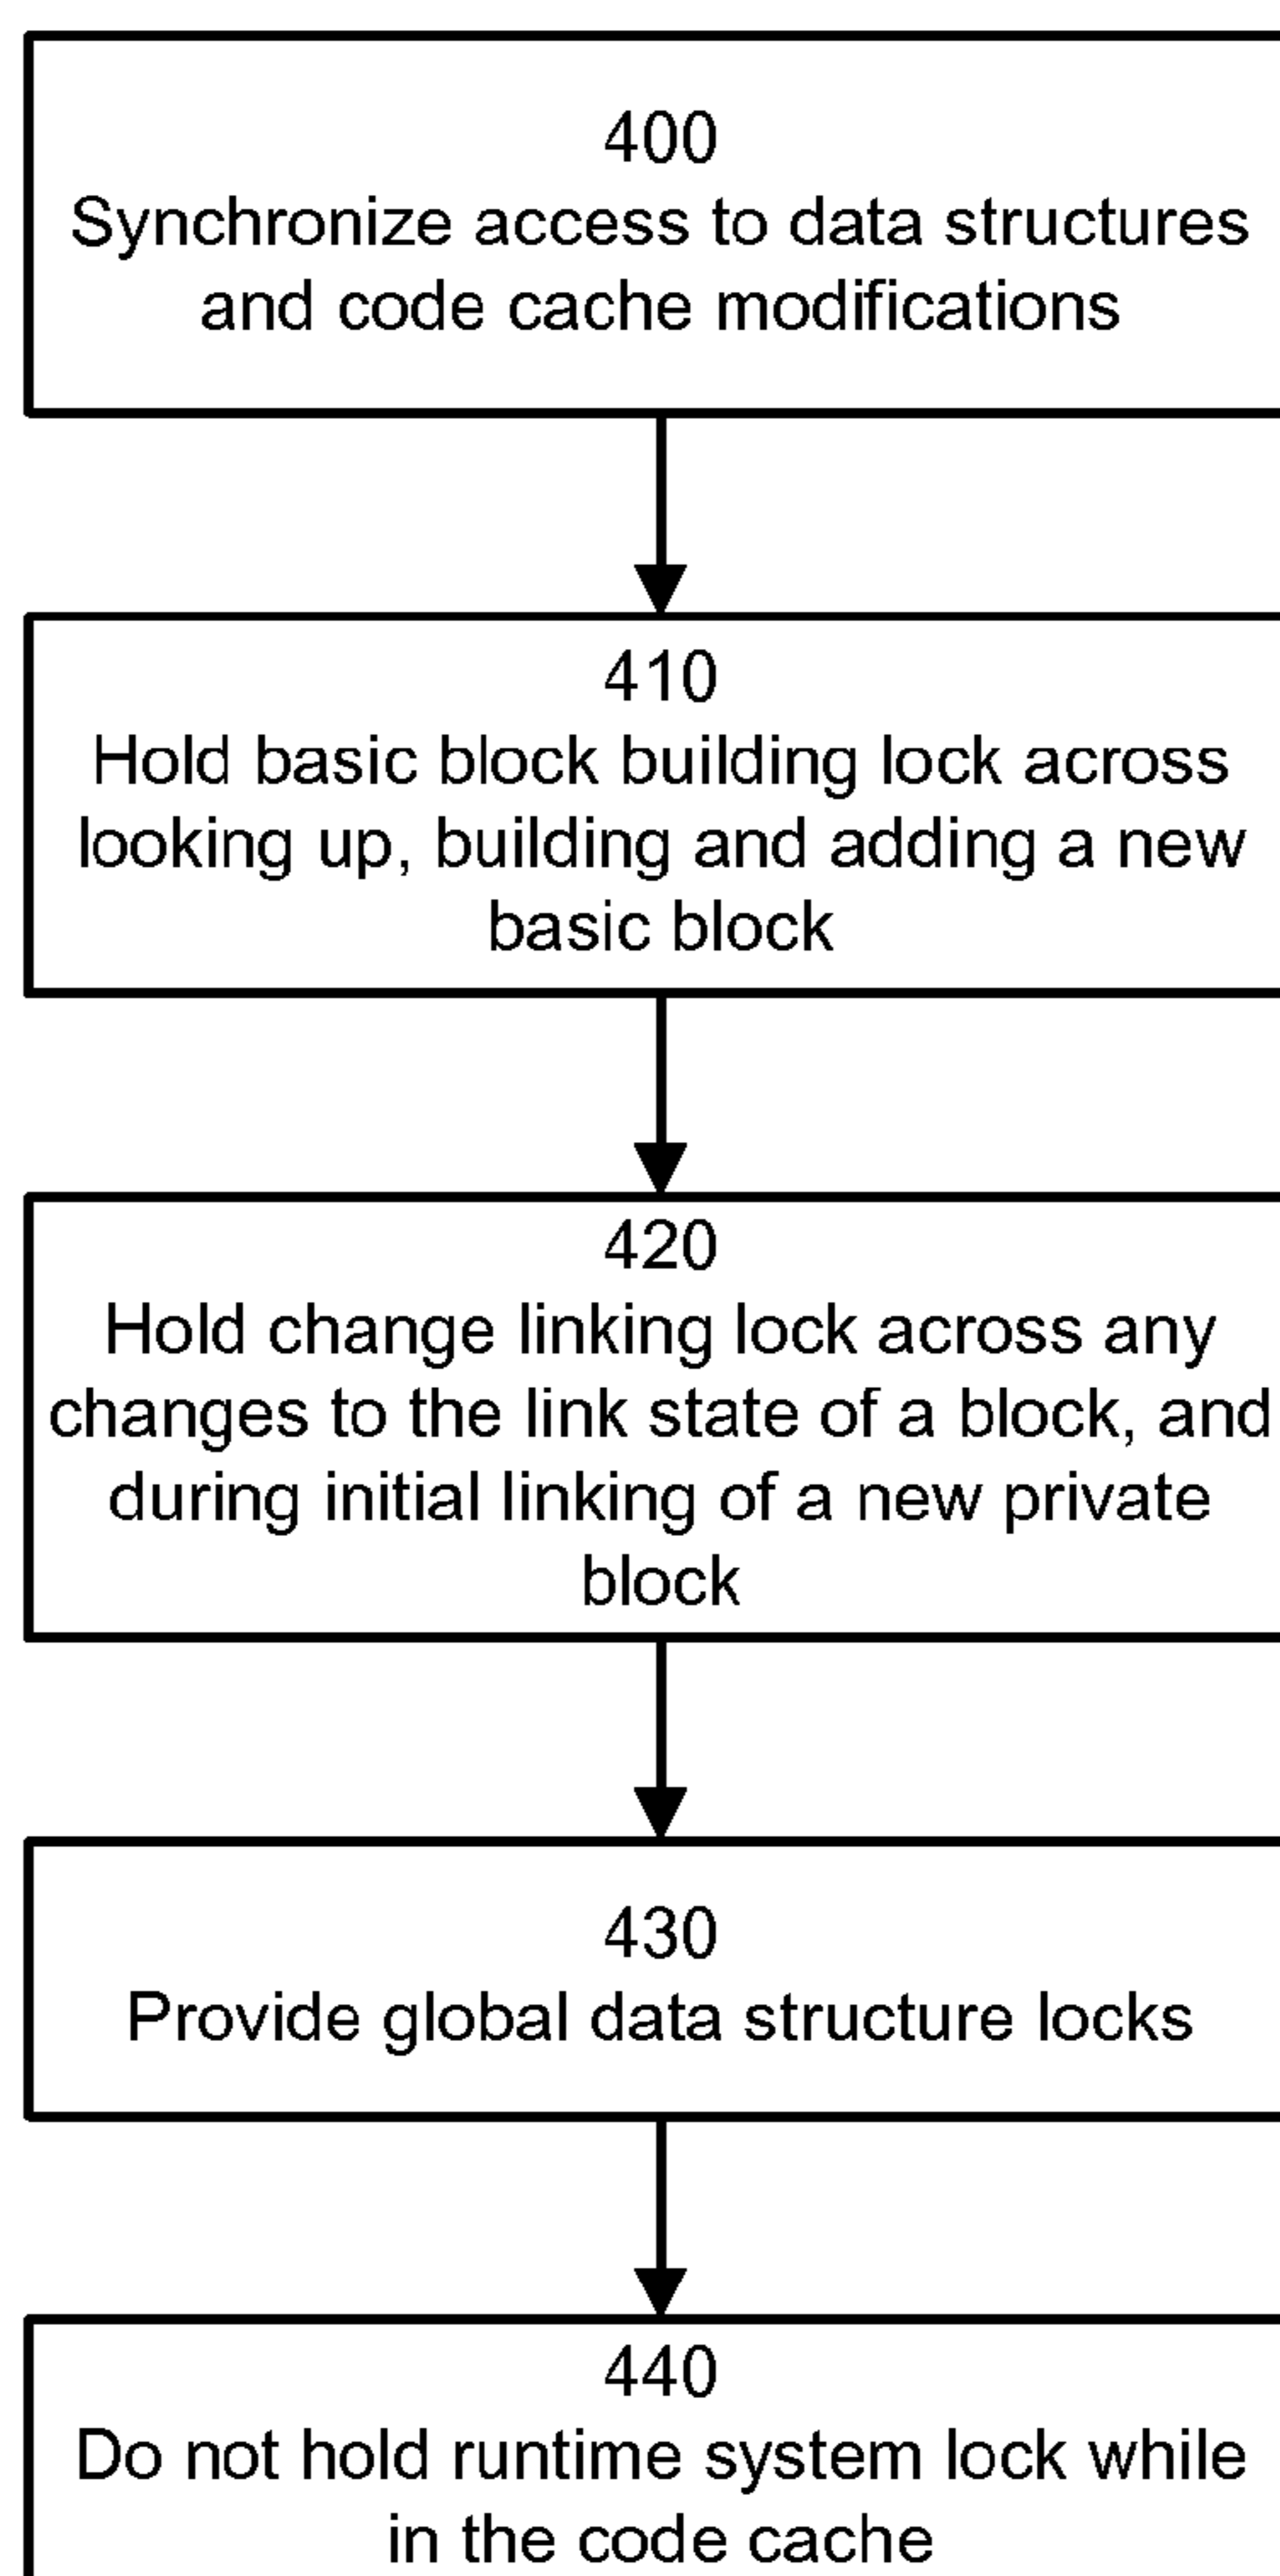 400
Synchronize access to data structures
and code cache modifications
410
Hold basic block building lock across
looking up, building and adding a new
basic block
420
Hold change linking lock across any
changes to the link state of a block, and
during initial linking of a new private
block
430
Provide global data structure locks
440
Do not hold runtime system lock while
in the code cache